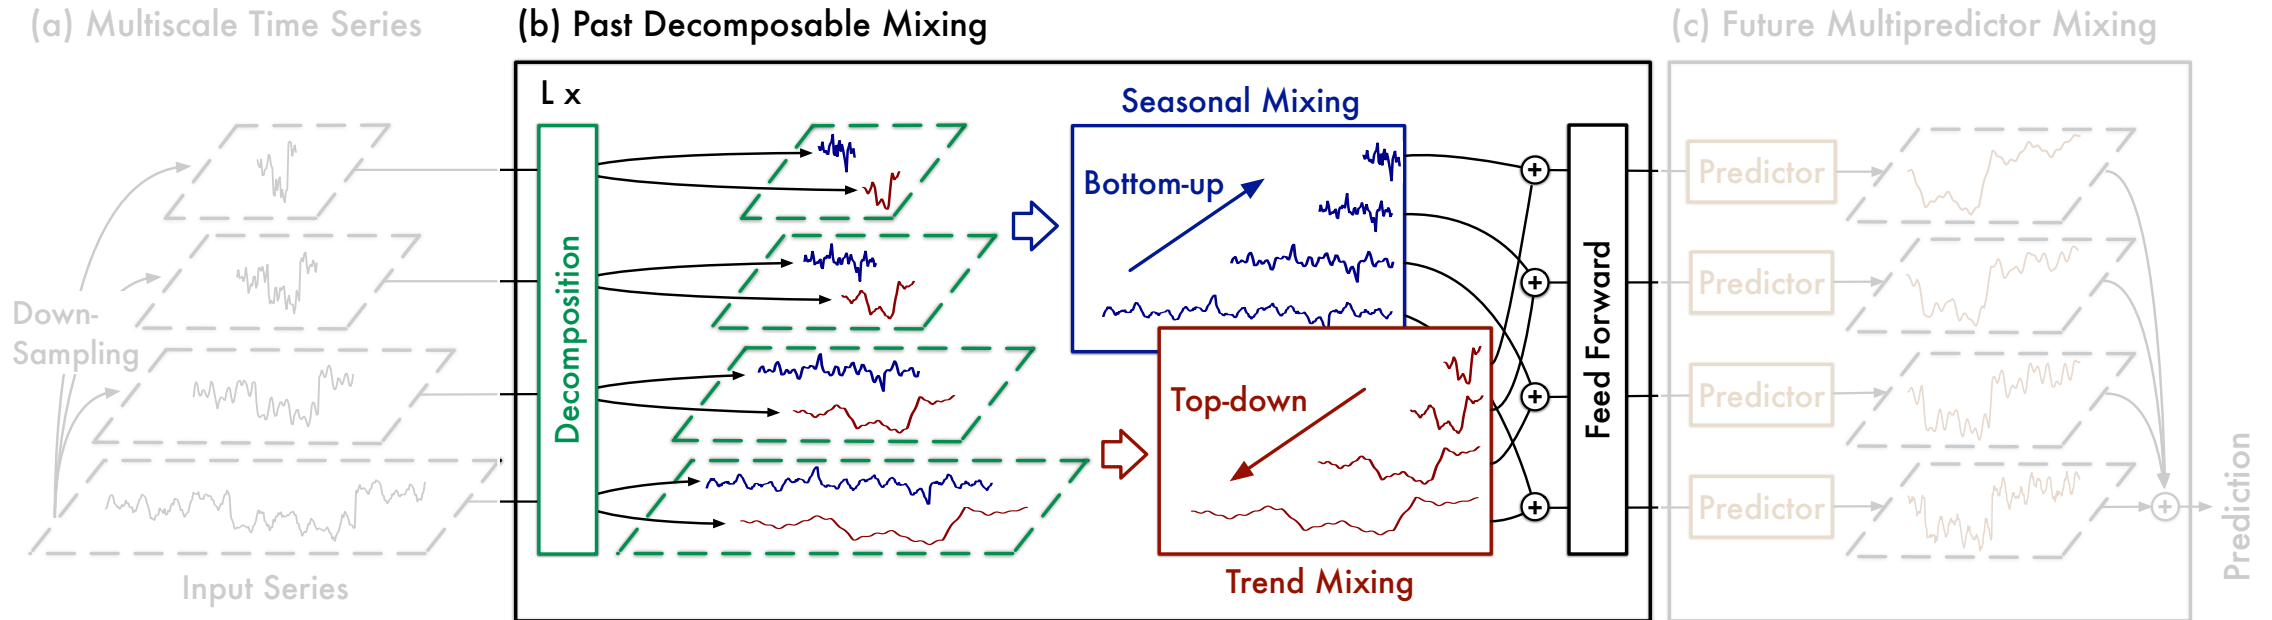 (a) Multiscale Time Series
(b) Past Decomposable Mixing
(c) Future Multipredictor Mixing
L x
Down-
Sampling
Input Series
Decomposition
Seasonal Mixing
Bottom-up
Top-down
Trend Mixing
+
+
+
+
Feed Forward
Predictor
Predictor
Predictor
Predictor
+
Prediction